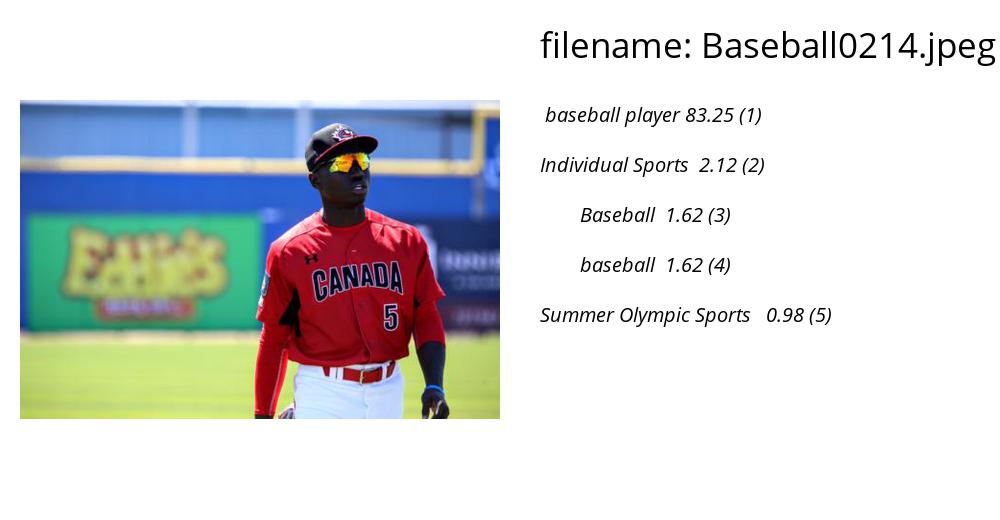 filename: Baseball0214.jpeg
baseball player 83.25 (1)
Individual Sports 2.12 (2)
Baseball 1.62 (3)
baseball 1.62 (4)
Summer Olympic Sports 0.98 (5)
Eddie's
CANADA
5